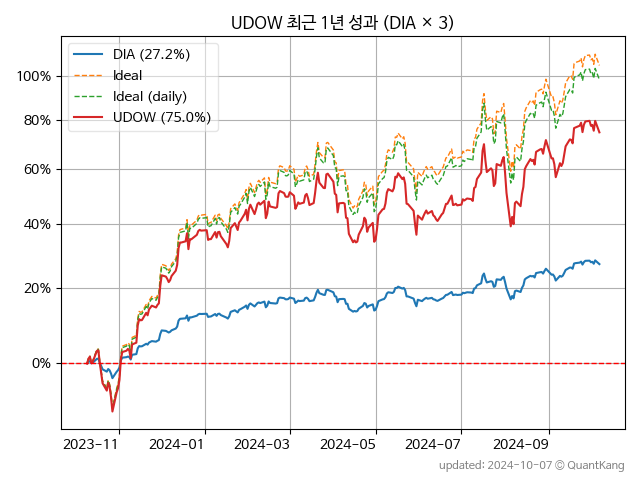 UDOW 최근 1년 성과 (DIA × 3)
DIA (27.2%)
Ideal
Ideal (daily)
UDOW (75.0%)
100%
80%
60%
40%
20%
0%
2023-11
2024-01
2024-03
2024-05
2024-07
2024-09
updated: 2024-10-07 © QuantKang